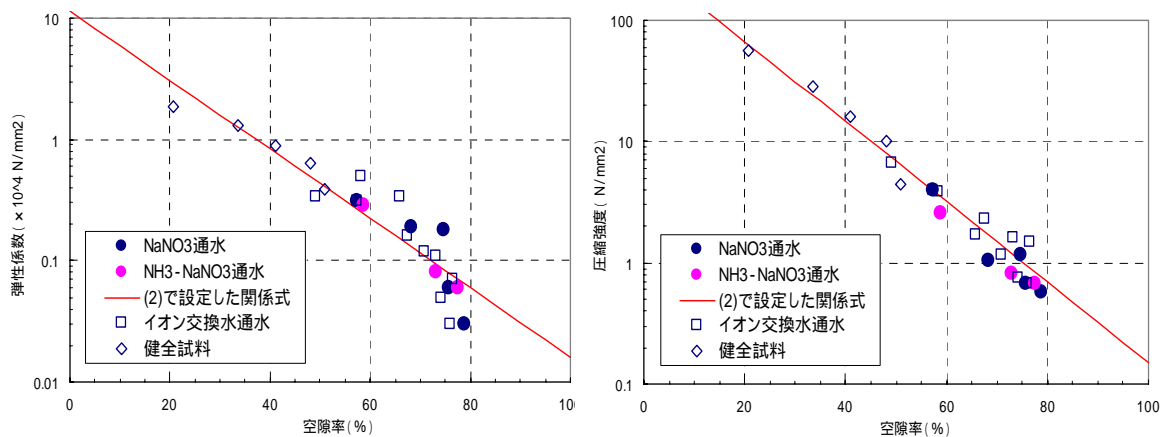 10
1
0.1
0.01
弾性係数(×10^4 N/mm2)
NaNO3通水
NH3-NaNO3通水
(2)で設定した関係式
イオン交換水通水
健全試料
0
20
40
60
80
10
空隙率(%)
100
10
1
0.1
圧縮強度(N/mm2)
NaNO3通水
NH3-NaNO3通水
(2)で設定した関係式
イオン交換水通水
健全試料
0
20
40
60
80
100
空隙率(%)